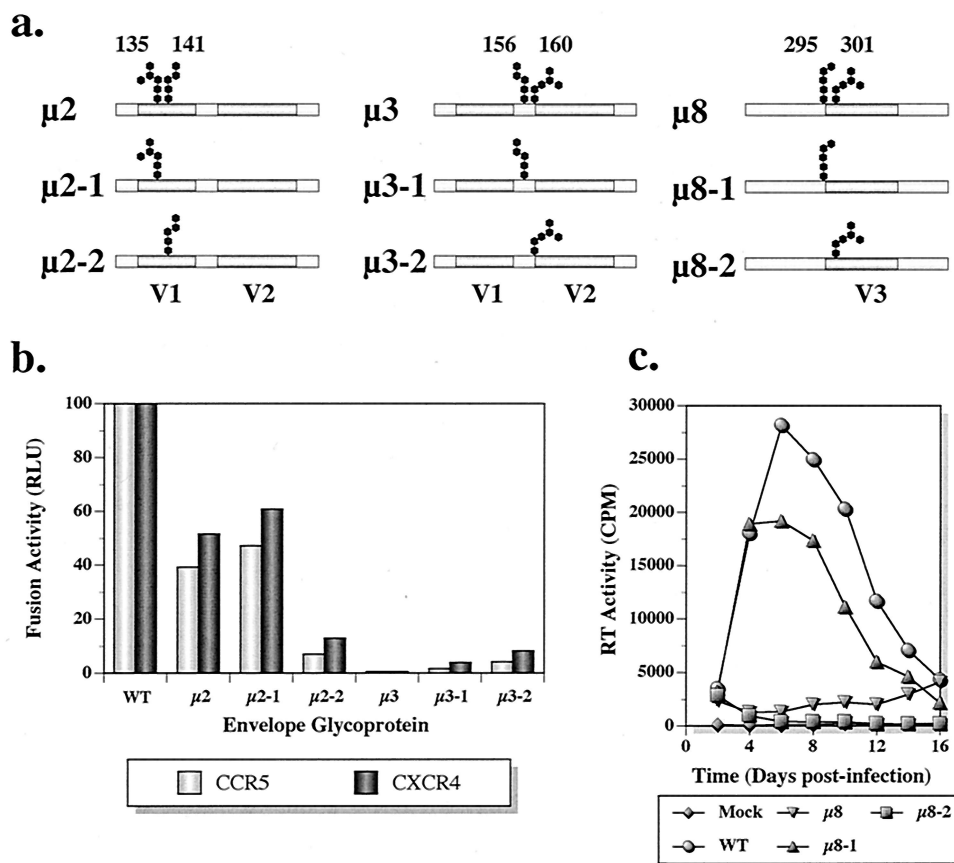 a.
135 141
156 160
295 301
μ2
μ3
μ8
μ2-1
μ3-1
μ8-1
μ2-2
μ3-2
μ8-2
V1 V2
V1 V2
V3
b.
100
80
60
40
20
0
Fusion Activity (RLU)
WT μ2 μ2-1 μ2-2 μ3 μ3-1 μ3-2
Envelope Glycoprotein
CCR5 CXCR4
c.
30000
25000
20000
15000
10000
5000
0
RT Activity (CPM)
0 4 8 12 16
Time (Days post-infection)
Mock μ8 μ8-2
WT μ8-1